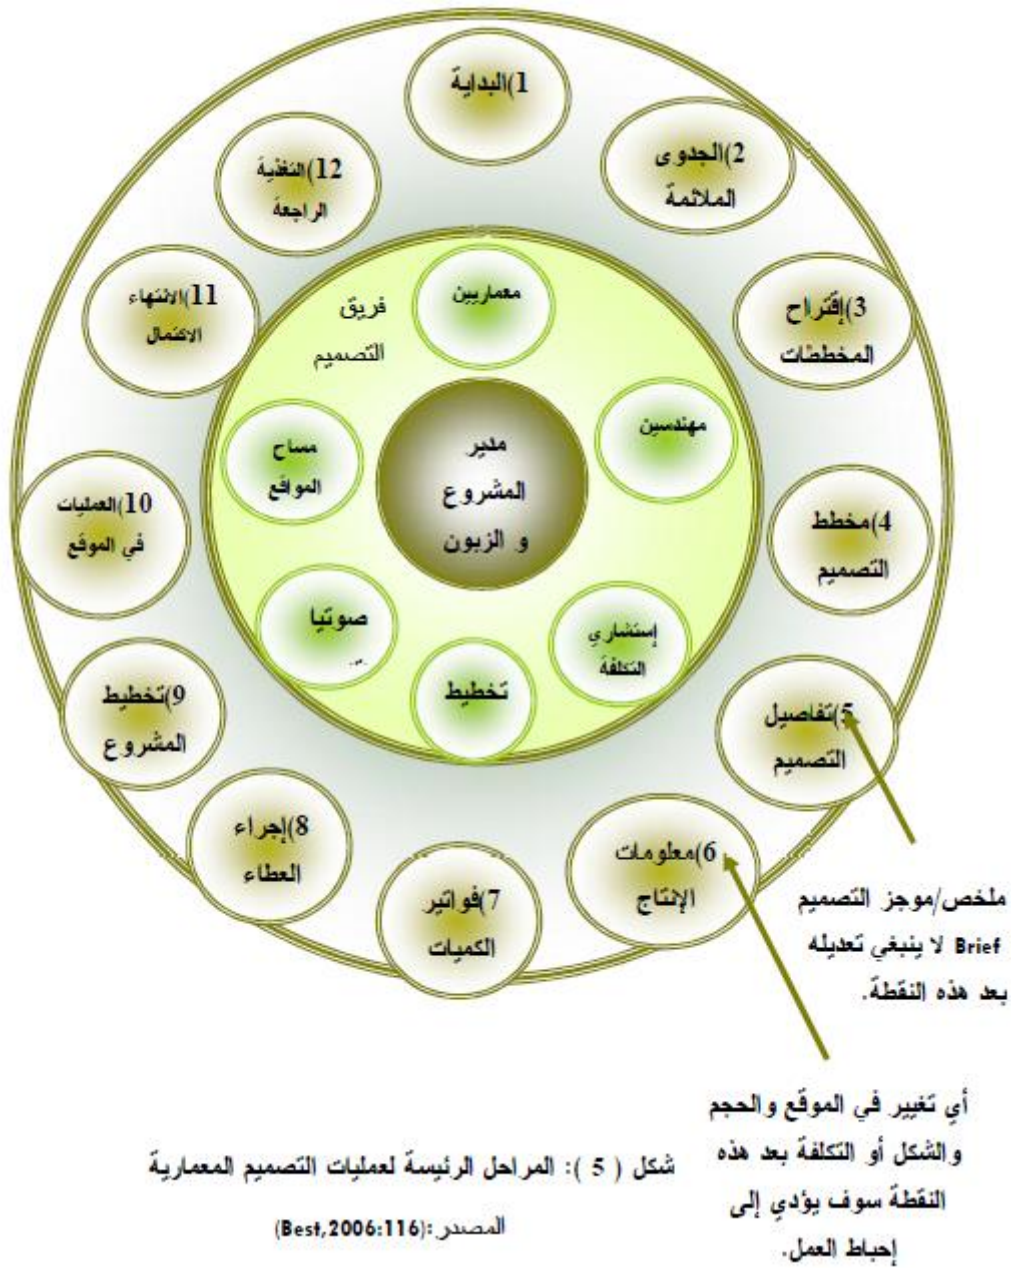 1)البداية
2)الجدوى
الملائمة
3)إقتراح
المخططات
4)مخطط
التصميم
5)تفاصيل
التصميم
6)معلومات
الإنتاج
7)فواتير
الكميات
8)إجراء
العطاء
9)تخطيط
المشروع
10)العمليات
في الموقع
11)الانتهاء
الاكتمال
12)التغذية
الراجعة
فريق
التصميم
معماريين
مهندسين
إستشاري
التكلفة
تخطيط
صوتيا
مساح
المواقع
مدير
المشروع
و الزبون
ملخص/موجز التصميم
Brief لا ينبغي تعديله
بعد هذه النقطة.
أي تغيير في الموقع والحجم
والشكل أو التكلفة بعد هذه
النقطة سوف يؤدي إلى
إحباط العمل.
شكل ( 5 ): المراحل الرئيسة لعمليات التصميم المعمارية
المصدر:(Best,2006:116)